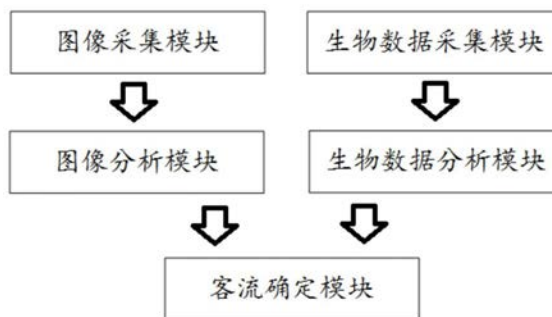 图像采集模块
生物数据采集模块
图像分析模块
生物数据分析模块
客流确定模块